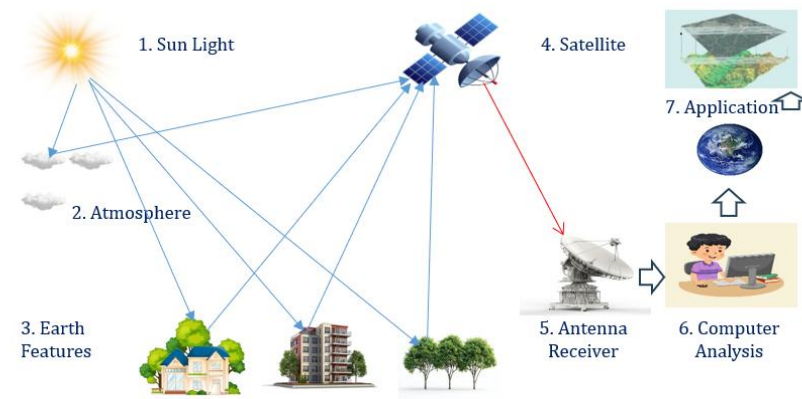 1. Sun Light
2. Atmosphere
3. Earth
Features
4. Satellite
5. Antenna
Receiver
6. Computer
Analysis
7. Application